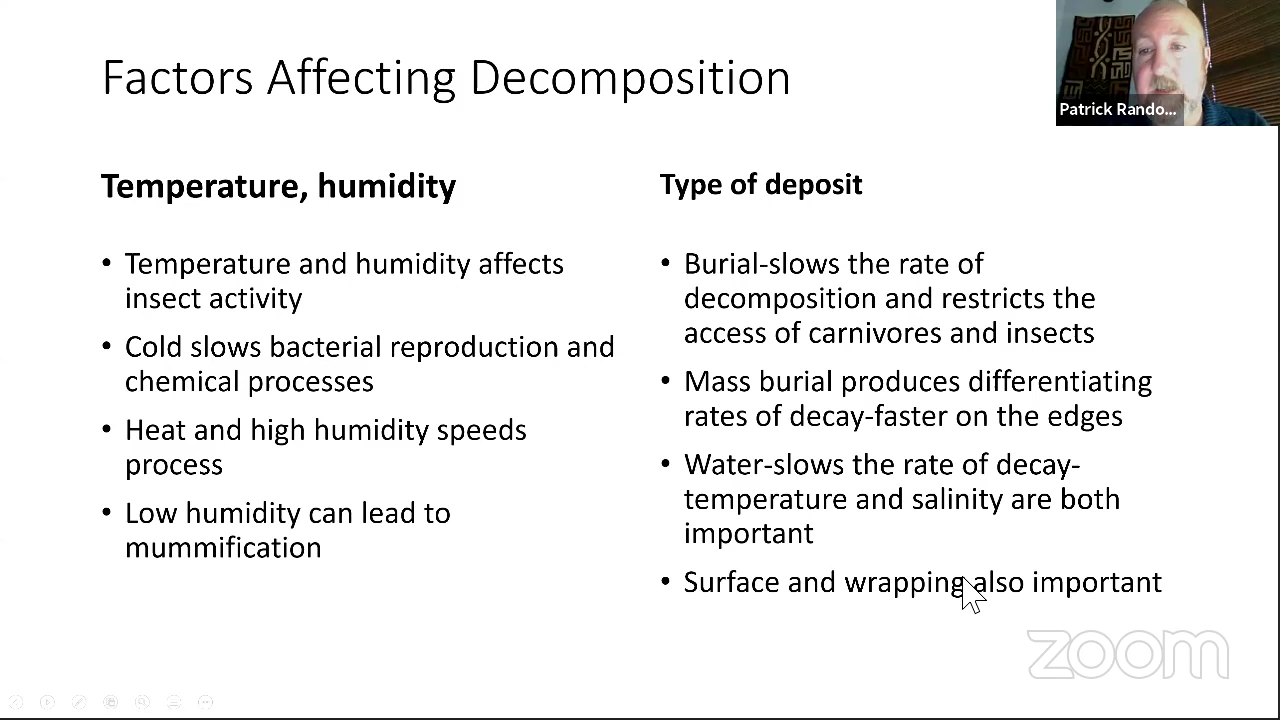 Factors Affecting Decomposition
Patrick Rando...
Temperature, humidity
• Temperature and humidity affects
insect activity
• Cold slows bacterial reproduction and
chemical processes
• Heat and high humidity speeds
process
• Low humidity can lead to
mummification
Type of deposit
• Burial-slows the rate of
decomposition and restricts the
access of carnivores and insects
• Mass burial produces differentiating
rates of decay-faster on the edges
• Water-slows the rate of decay-
temperature and salinity are both
important
• Surface and wrapping also important
zoom